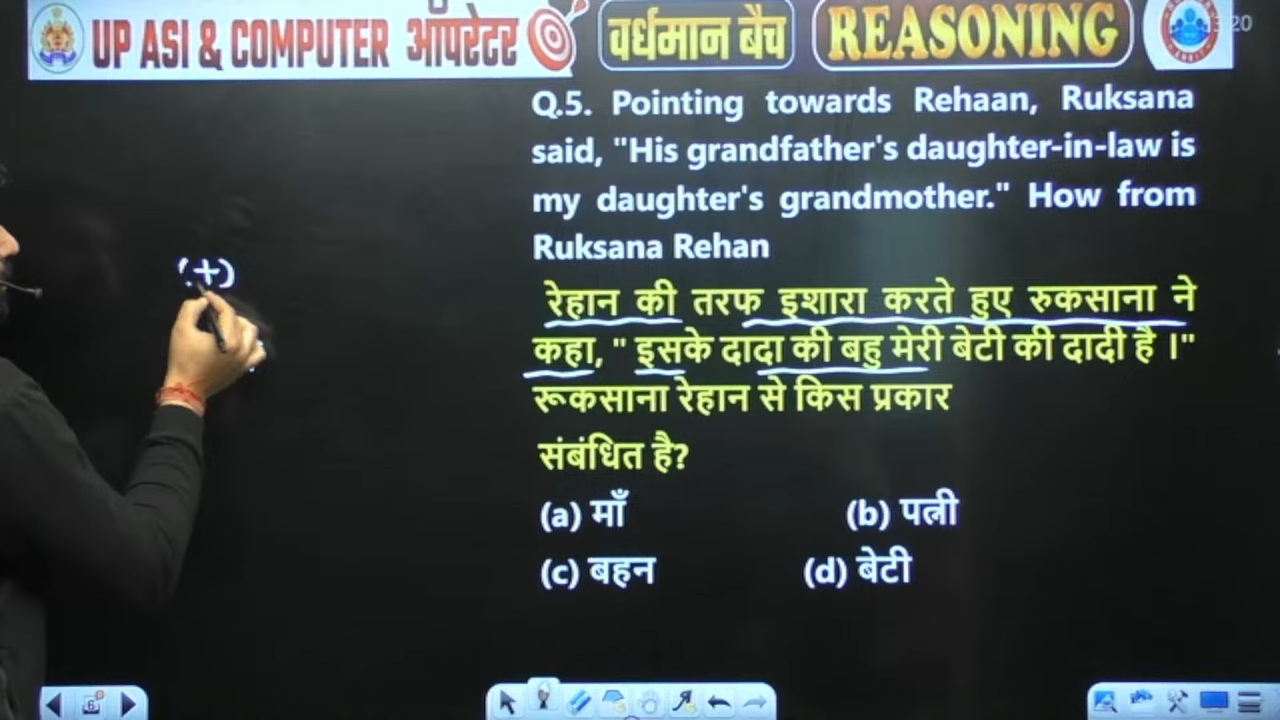 UP ASI & COMPUTER ऑपरेटर
वर्धमान बैच
REASONING
Q.5. Pointing towards Rehaan, Ruksana
said, "His grandfather's daughter-in-law is
my daughter's grandmother." How from
Ruksana Rehan
रेहान की तरफ इशारा करते हुए रुकसाना ने
कहा, " इसके दादा की बहु मेरी बेटी की दादी है ।"
रूकसाना रेहान से किस प्रकार
संबंधित है?
(a) माँ (b) पत्नी
(c) बहन (d) बेटी
(+)